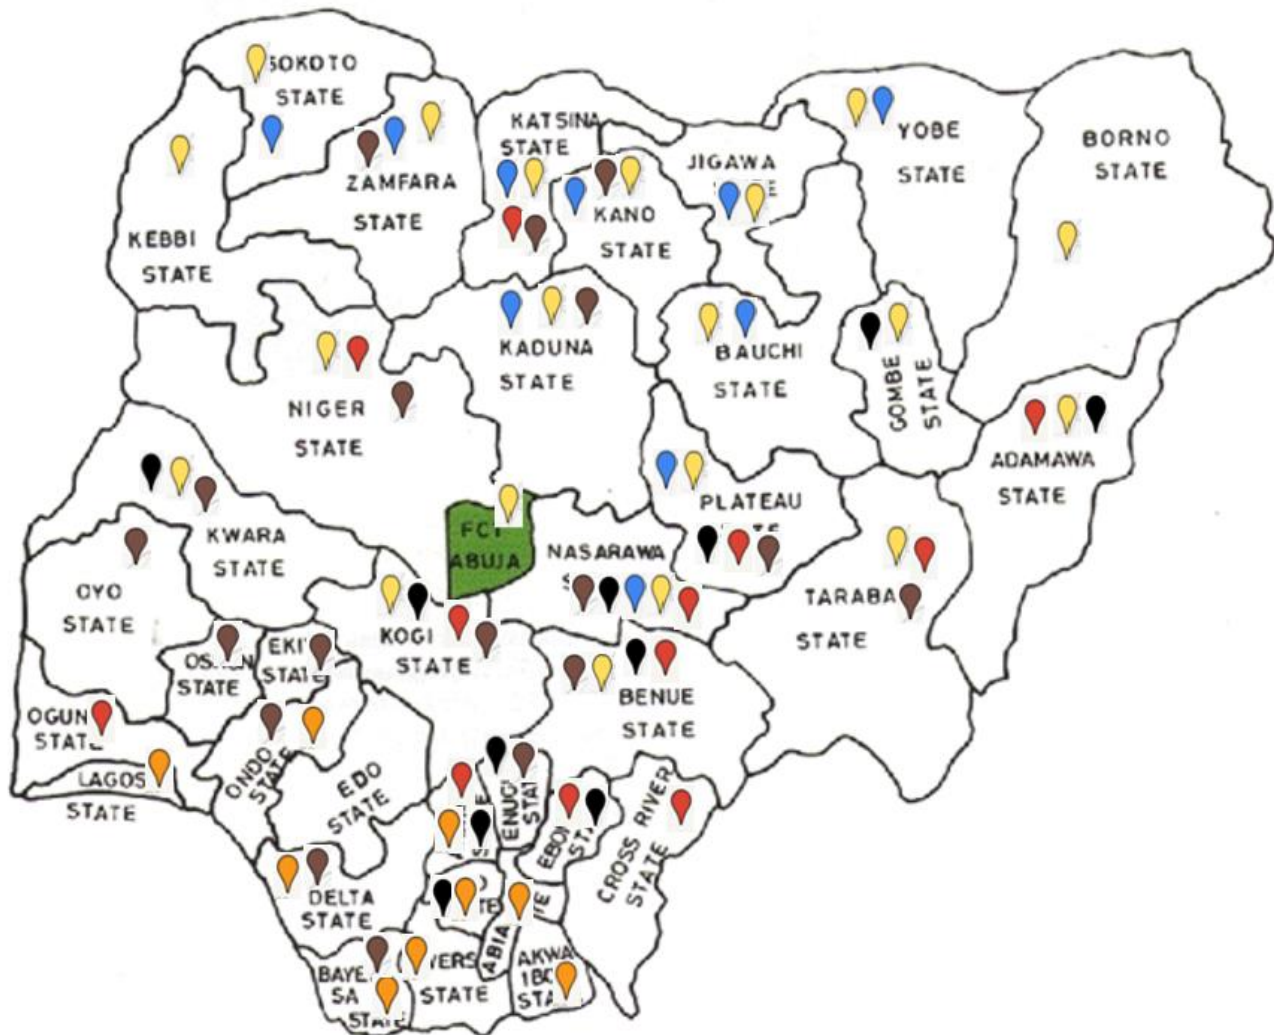 SOKOTO
STATE
KATSINA
STATE
ZAMFARA
STATE
JIGAWA
YOBE
STATE
BORNO
STATE
KANO
STATE
KEBBI
STATE
KADUNA
STATE
BAUCHI
STATE
GOMBE
STATE
NIGER
STATE
ADAMAWA
STATE
PLATEAU
KWARA
STATE
ABUJA
NASARAWA
OYO
STATE
TARABA
STATE
KOGI
STATE
STATE
STATE
BENUE
STATE
OGUN
LAGOS
STATE
ONDO
STATE
EDO
STATE
CROSS RIVER
STATE
DELTA
STATE
ABIA
STATE
AKWA